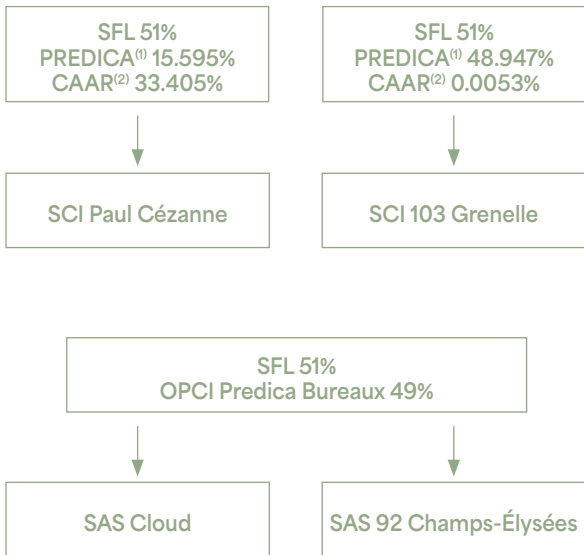 SFL 51%
PREDICA(1) 15.595%
CAAR(2) 33.405%
SCI Paul Cézanne
SFL 51%
PREDICA(1) 48.947%
CAAR(2) 0.0053%
SCI 103 Grenelle
SFL 51%
OPCI Predica Bureaux 49%
SAS Cloud
SAS 92 Champs-Élysées